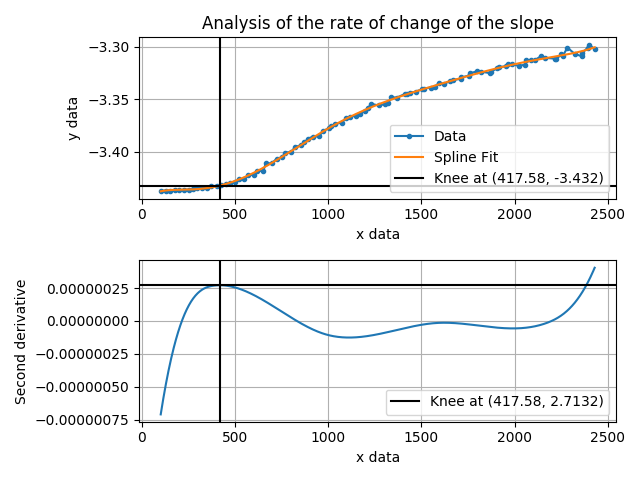 Analysis of the rate of change of the slope
−3.30
−3.35
−3.40
y data
Data
Spline Fit
Knee at (417.58, -3.432)
0 500 1000 1500 2000 2500
x data
0.00000025
0.00000000
−0.00000025
−0.00000050
−0.00000075
Second derivative
Knee at (417.58, 2.7132)
0 500 1000 1500 2000 2500
x data